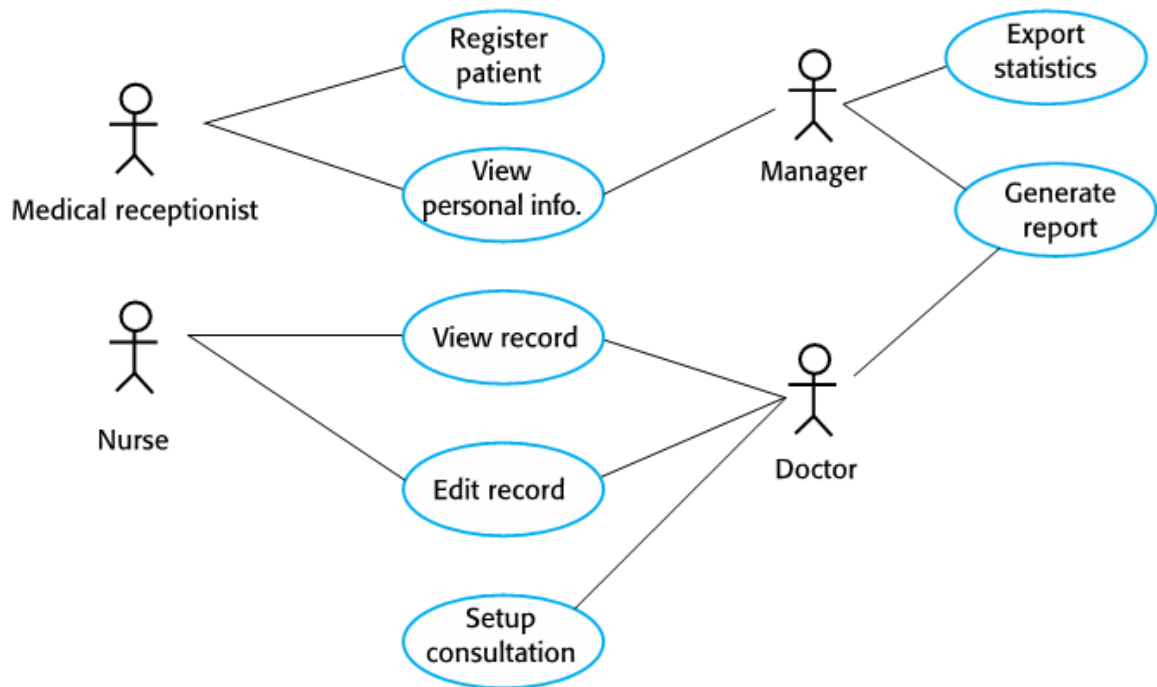 Register
patient
Export
statistics
Medical receptionist
View
personal info.
Manager
Generate
report
Nurse
View record
Edit record
Doctor
Setup
consultation